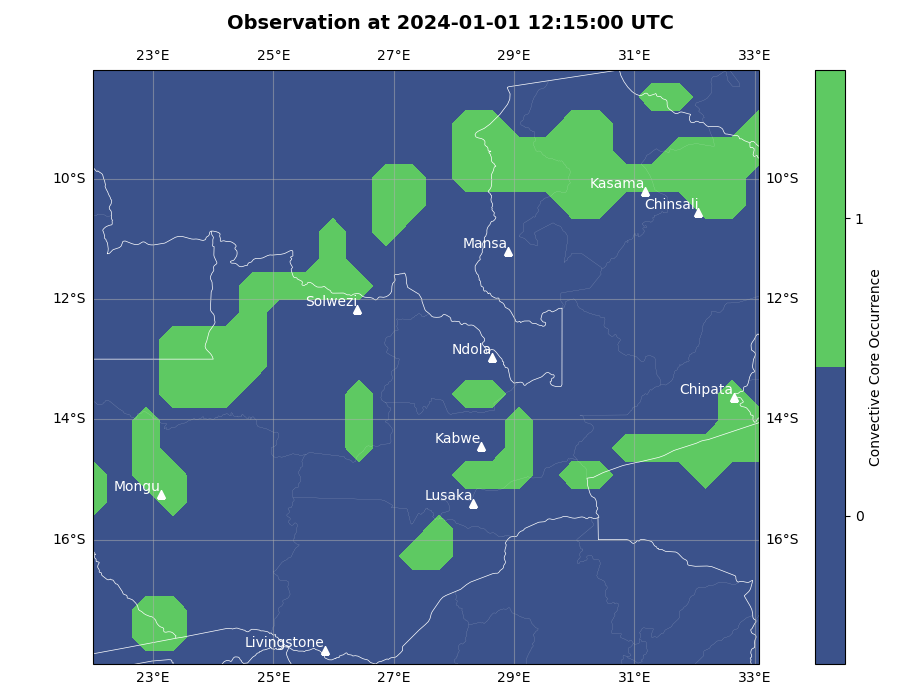 Observation at 2024-01-01 12:15:00 UTC
23°E 25°E 27°E 29°E 31°E 33°E
10°S 10°S
Kasama
Chinsali
Mansa
12°S 12°S
Solwezi
Ndola
Chipata
14°S 14°S
Kabwe
Mongu
Lusaka
16°S 16°S
Livingstone
23°E 25°E 27°E 29°E 31°E 33°E
1
0
Convective Core Occurrence